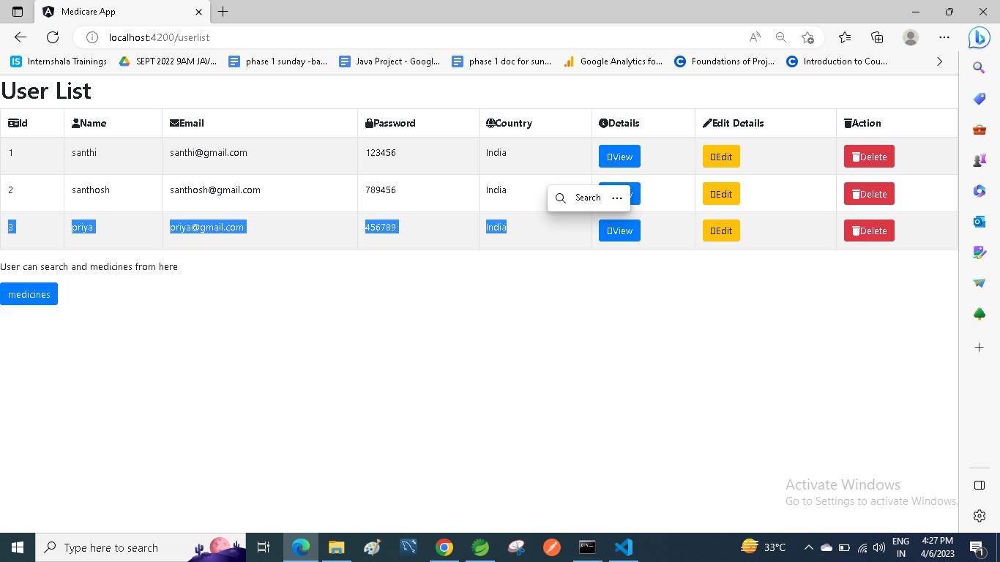 Medicare App
localhost:4200/userlist
Internshala Trainings SEPT 2022 9AM JAV... phase 1 sunday -ba... Java Project - Googl... phase 1 doc for sun... Google Analytics fo... Foundations of Proj... Introduction to Cou...
User List
Id Name Email Password Country Details Edit Details Action
1 santhi santhi@gmail.com 123456 India View Edit Delete
2 santhosh santhosh@gmail.com 789456 India Edit Delete
Search
3 priya priya@gmail.com 456789 India View Edit Delete
User can search and medicines from here
medicines
Activate Windows
Go to Settings to activate Windows.
Type here to search 33°C ENG IN 4:27 PM 4/6/2023 1